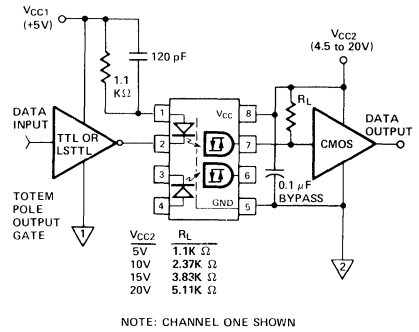 VCC1
(+5V)
120 pF
1.1
KΩ
VCC2
(4.5 to 20V)
DATA
INPUT
TTL OR
LSTTL
TOTEM
POLE
OUTPUT
GATE
1
1
2
3
4
VCC
8
7
6
GND
5
RL
CMOS
DATA
OUTPUT
0.1 μF
BYPASS
2
VCC2 RL
5V 1.1K Ω
10V 2.37K Ω
15V 3.83K Ω
20V 5.11K Ω
NOTE: CHANNEL ONE SHOWN